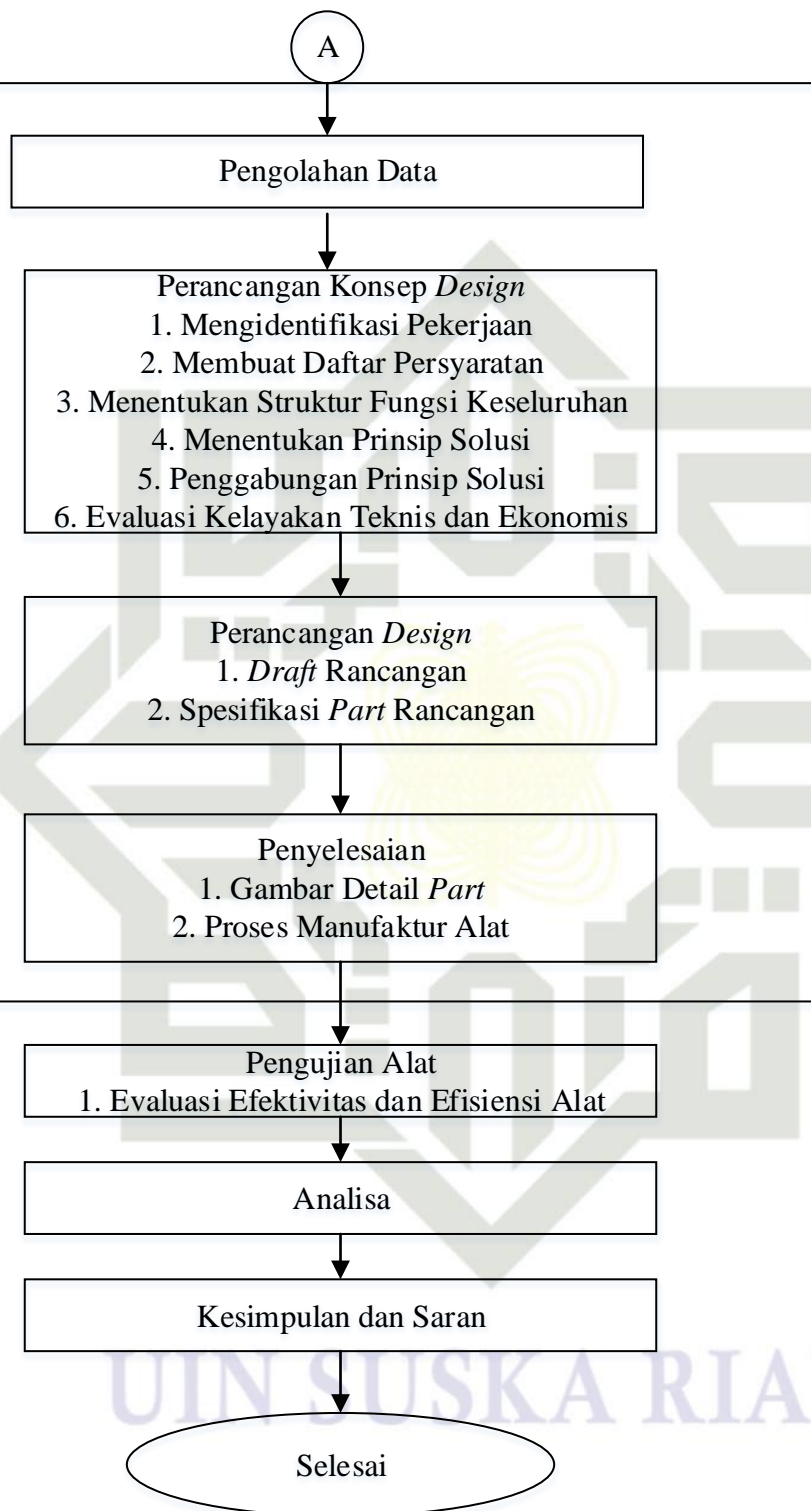 A
Pengolahan Data
Perancangan Konsep Design
1. Mengidentifikasi Pekerjaan
2. Membuat Daftar Persyaratan
3. Menentukan Struktur Fungsi Keseluruhan
4. Menentukan Prinsip Solusi
5. Penggabungan Prinsip Solusi
6. Evaluasi Kelayakan Teknis dan Ekonomis
Perancangan Design
1. Draft Rancangan
2. Spesifikasi Part Rancangan
Penyelesaian
1. Gambar Detail Part
2. Proses Manufaktur Alat
Pengujian Alat
1. Evaluasi Efektivitas dan Efisiensi Alat
Analisa
Kesimpulan dan Saran
UIN SUSKA RIA
Selesai